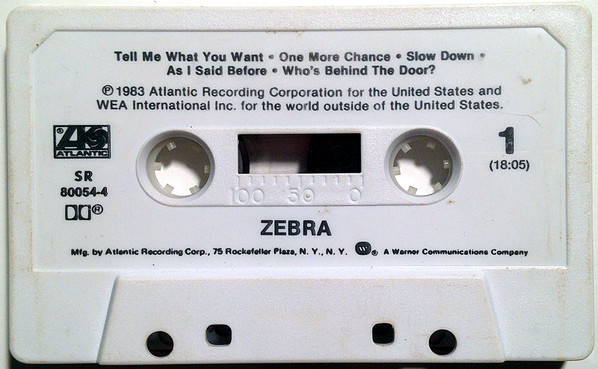 Tell Me What You Want • One More Chance • Slow Down •
As I Said Before • Who's Behind The Door?
℗ 1983 Atlantic Recording Corporation for the United States and
WEA International Inc. for the world outside of the United States.
ATLANTIC
SR
80054-4
®
1
(18:05)
100 50 0
ZEBRA
Mfg. by Atlantic Recording Corp., 75 Rockefeller Plaza, N. Y., N. Y. ® A Warner Communications Company